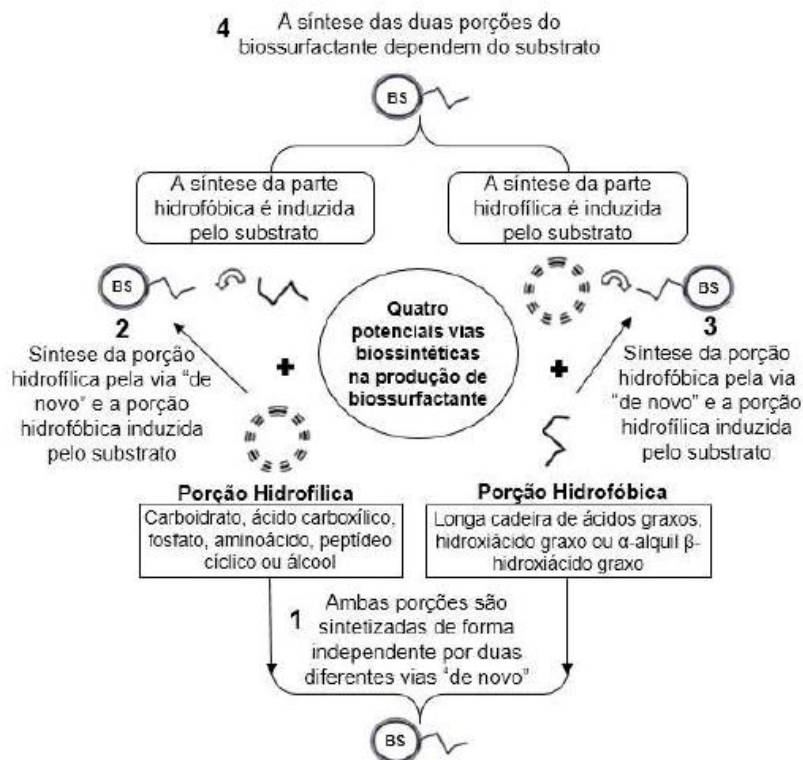 4 A síntese das duas porções do
biossurfactante dependem do substrato
BS
A síntese da parte
hidrofóbica é induzida
pelo substrato
A síntese da parte
hidrofílica é induzida
pelo substrato
BS
2
Síntese da porção
hidrofílica pela via “de
novo” e a porção
hidrofóbica induzida
pelo substrato
+
Quatro
potenciais vias
biossintéticas
na produção de
biossurfactante
+
BS
3
Síntese da porção
hidrofóbica pela via
“de novo” e a porção
hidrofílica induzida
pelo substrato
Porção Hidrofílica
Carboidrato, ácido carboxílico,
fosfato, aminoácido, peptídeo
cíclico ou álcool
Porção Hidrofóbica
Longa cadeira de ácidos graxos,
hidroxiácido graxo ou α-alquil β-
hidroxiácido graxo
1 Ambas porções são
sintetizadas de forma
independente por duas
diferentes vias “de novo”
BS